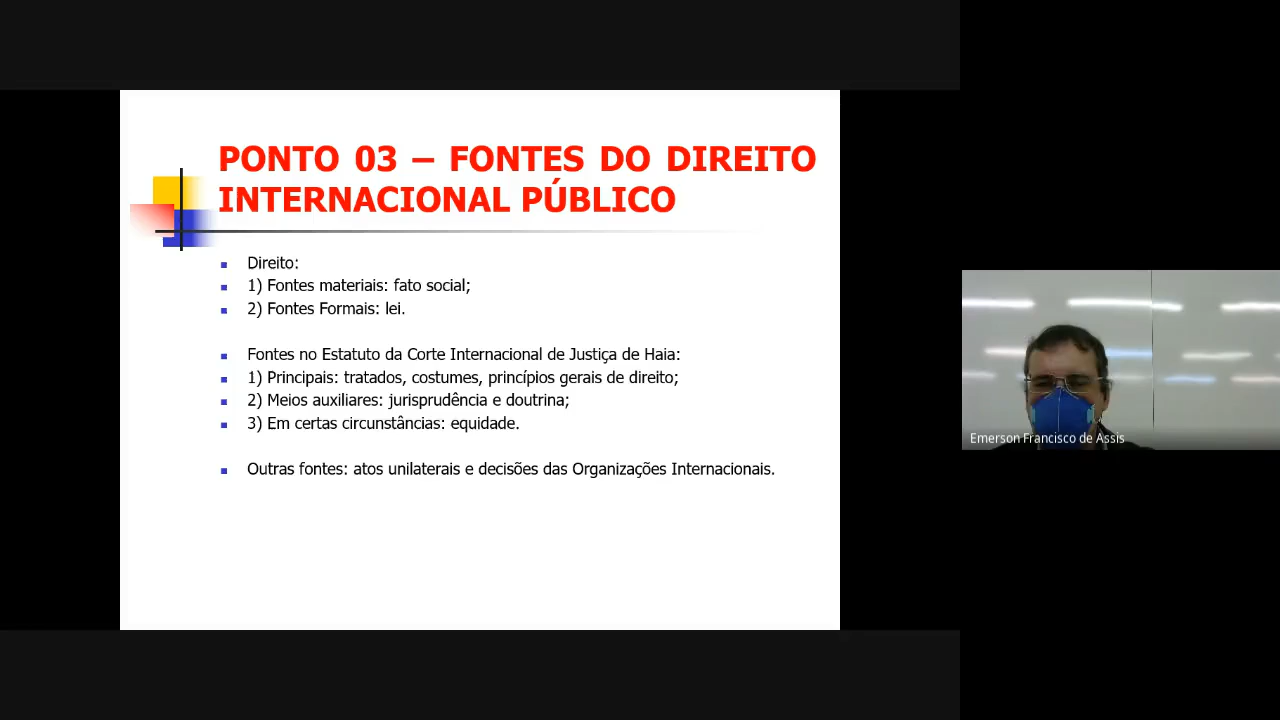 PONTO 03 – FONTES DO DIREITO
INTERNACIONAL PÚBLICO
Direito:
1) Fontes materiais: fato social;
2) Fontes Formais: lei.
Fontes no Estatuto da Corte Internacional de Justiça de Haia:
1) Principais: tratados, costumes, princípios gerais de direito;
2) Meios auxiliares: jurisprudência e doutrina;
3) Em certas circunstâncias: equidade.
Outras fontes: atos unilaterais e decisões das Organizações Internacionais.
Emerson Francisco de Assis